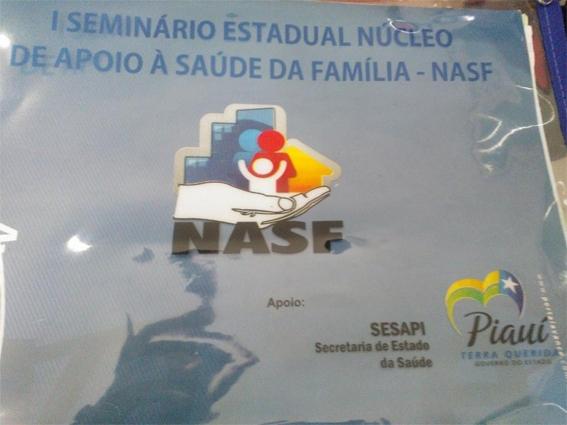 I SEMINÁRIO ESTADUAL NÚCLEO
DE APOIO À SAÚDE DA FAMÍLIA - NASF
NASF
Apoio:
SESAPI
Secretaria de Estado
da Saúde
Piauí
TERRA QUERIDA
GOVERNO DO ESTADO